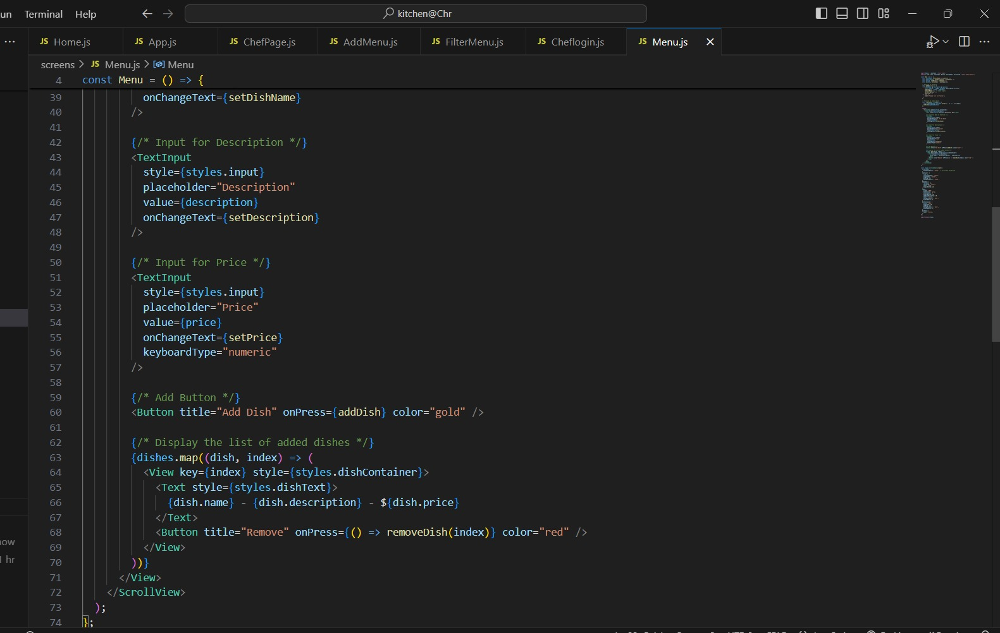 un Terminal Help
kitchen@Chr
JS Home.js JS App.js JS ChefPage.js JS AddMenu.js JS FilterMenu.js JS Cheflogin.js JS Menu.js
screens > JS Menu.js > Menu
4 const Menu = () => {
39 onChangeText={setDishName}
40 />
41
42 {/* Input for Description */}
43 <TextInput
44 style={styles.input}
45 placeholder="Description"
46 value={description}
47 onChangeText={setDescription}
48 />
49
50 {/* Input for Price */}
51 <TextInput
52 style={styles.input}
53 placeholder="Price"
54 value={price}
55 onChangeText={setPrice}
56 keyboardType="numeric"
57 />
58
59 {/* Add Button */}
60 <Button title="Add Dish" onPress={addDish} color="gold" />
61
62 {/* Display the list of added dishes */}
63 {dishes.map((dish, index) => (
64 <View key={index} style={styles.dishContainer}>
65 <Text style={styles.dishText}>
66 {dish.name} - {dish.description} - ${dish.price}
67 </Text>
68 <Button title="Remove" onPress={() => removeDish(index)} color="red" />
69 </View>
70 ))}
71 </View>
72 </ScrollView>
73 );
74 };
ow
hr